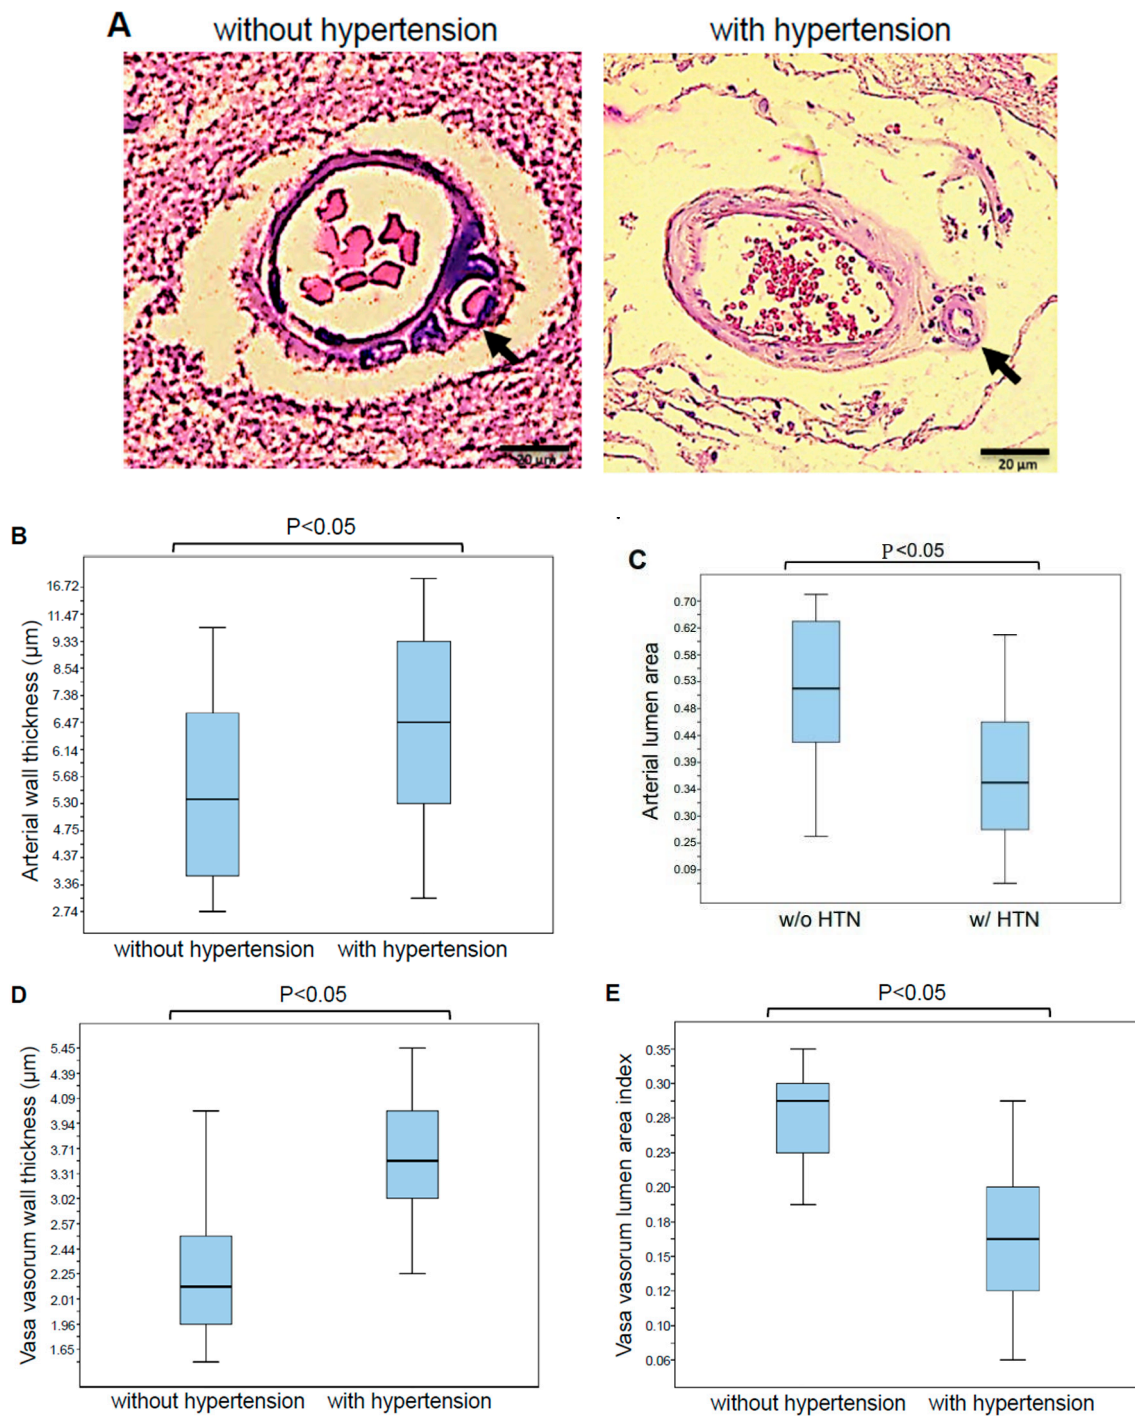 A
without hypertension
with hypertension
20 µm
20 µm
B
P<0.05
Arterial wall thickness (µm)
16.72
11.47
9.33
8.54
7.38
6.47
6.14
5.68
5.30
4.75
4.37
3.36
2.74
without hypertension
with hypertension
C
P<0.05
Arterial lumen area
0.70
0.62
0.58
0.53
0.48
0.44
0.39
0.34
0.30
0.25
0.09
w/o HTN
w/ HTN
D
P<0.05
Vasa vasorum wall thickness (µm)
5.45
4.39
4.09
3.94
3.71
3.31
3.02
2.57
2.44
2.25
2.01
1.96
1.65
without hypertension
with hypertension
E
P<0.05
Vasa vasorum lumen area index
0.35
0.30
0.28
0.23
0.20
0.18
0.15
0.12
0.10
0.06
without hypertension
with hypertension